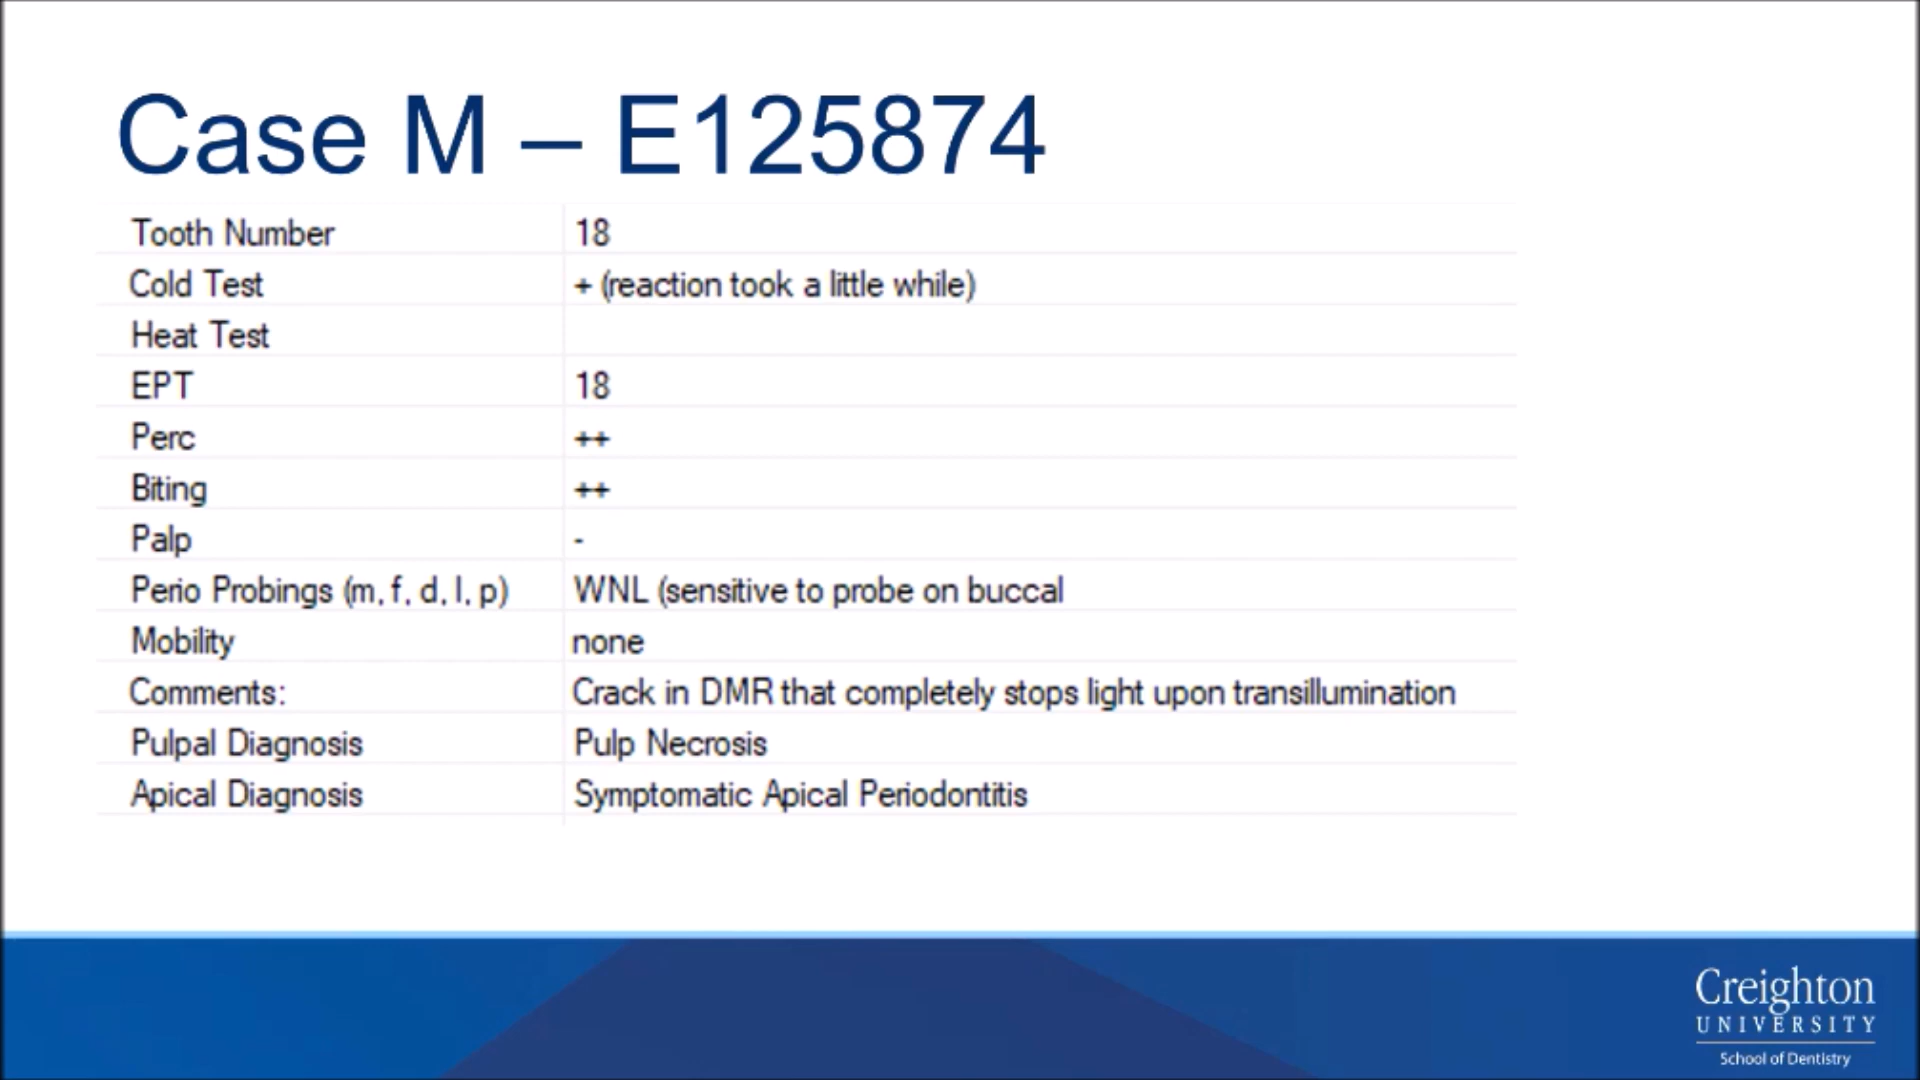 Case M – E125874
Tooth Number 18
Cold Test + (reaction took a little while)
Heat Test
EPT 18
Perc ++
Biting ++
Palp -
Perio Probings (m, f, d, l, p) WNL (sensitive to probe on buccal
Mobility none
Comments: Crack in DMR that completely stops light upon transillumination
Pulpal Diagnosis Pulp Necrosis
Apical Diagnosis Symptomatic Apical Periodontitis
Creighton
UNIVERSITY
School of Dentistry